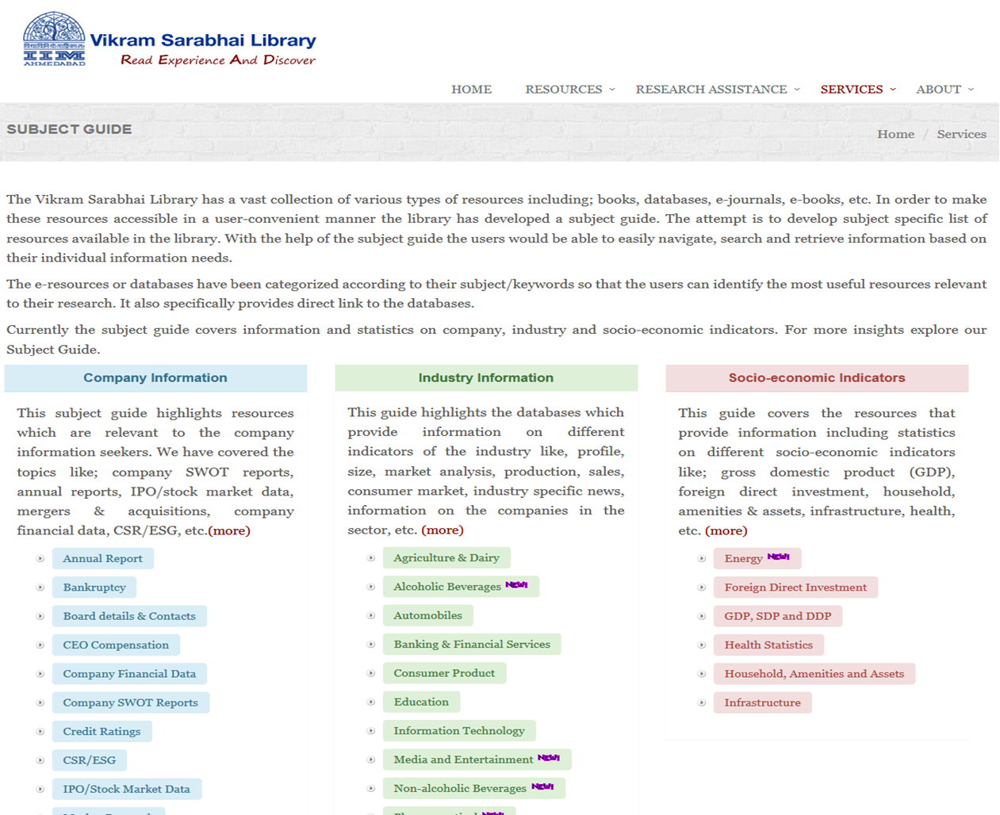 विद्याविनियोगाद्विकासः
IIM
AHMEDABAD
Vikram Sarabhai Library
Read Experience And Discover
HOME RESOURCES RESEARCH ASSISTANCE SERVICES ABOUT
SUBJECT GUIDE
Home / Services
The Vikram Sarabhai Library has a vast collection of various types of resources including; books, databases, e-journals, e-books, etc. In order to make
these resources accessible in a user-convenient manner the library has developed a subject guide. The attempt is to develop subject specific list of
resources available in the library. With the help of the subject guide the users would be able to easily navigate, search and retrieve information based on
their individual information needs.
The e-resources or databases have been categorized according to their subject/keywords so that the users can identify the most useful resources relevant
to their research. It also specifically provides direct link to the databases.
Currently the subject guide covers information and statistics on company, industry and socio-economic indicators. For more insights explore our
Subject Guide.
Company Information
This subject guide highlights resources
which are relevant to the company
information seekers. We have covered the
topics like; company SWOT reports,
annual reports, IPO/stock market data,
mergers & acquisitions, company
financial data, CSR/ESG, etc.(more)
Annual Report
Bankruptcy
Board details & Contacts
CEO Compensation
Company Financial Data
Company SWOT Reports
Credit Ratings
CSR/ESG
IPO/Stock Market Data
Industry Information
This guide highlights the databases which
provide information on different
indicators of the industry like, profile,
size, market analysis, production, sales,
consumer market, industry specific news,
information on the companies in the
sector, etc. (more)
Agriculture & Dairy
Alcoholic Beverages NEW!
Automobiles
Banking & Financial Services
Consumer Product
Education
Information Technology
Media and Entertainment NEW!
Non-alcoholic Beverages NEW!
Socio-economic Indicators
This guide covers the resources that
provide information including statistics
on different socio-economic indicators
like; gross domestic product (GDP),
foreign direct investment, household,
amenities & assets, infrastructure, health,
etc. (more)
Energy NEW!
Foreign Direct Investment
GDP, SDP and DDP
Health Statistics
Household, Amenities and Assets
Infrastructure